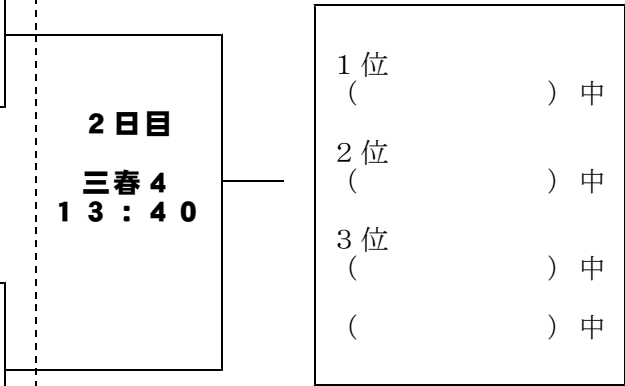 2日目
三春4
13:40
1位
(　　　　　　)中
2位
(　　　　　　)中
3位
(　　　　　　)中
(　　　　　　)中